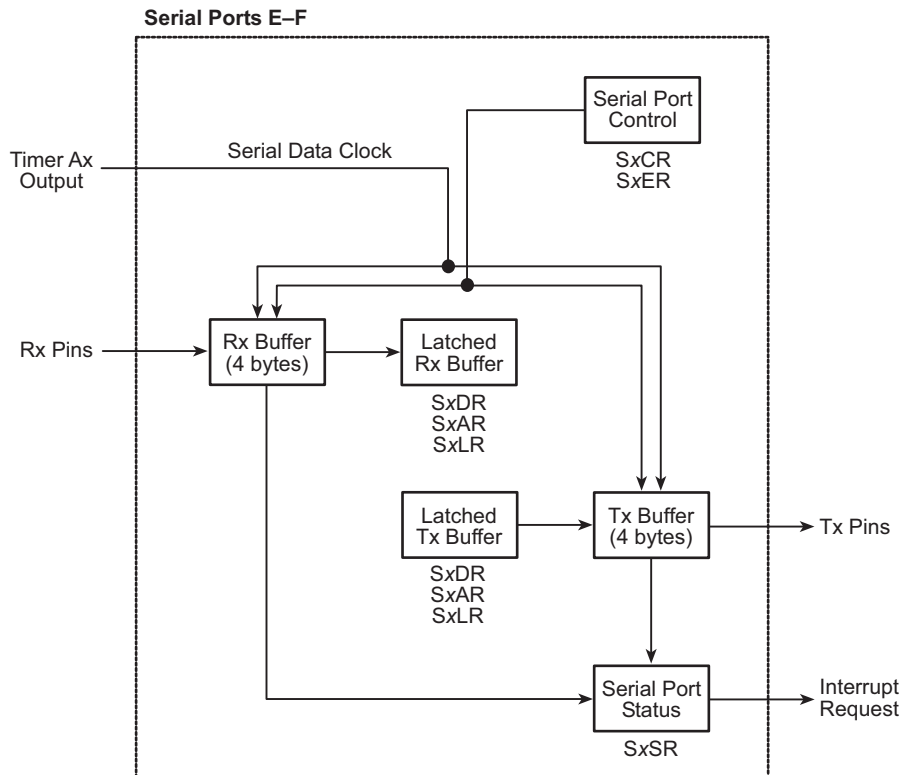 Serial Ports E–F
Serial Port
Control
SxCR
SxER
Serial Data Clock
Timer Ax
Output
Rx Pins
Rx Buffer
(4 bytes)
Latched
Rx Buffer
SxDR
SxAR
SxLR
Latched
Tx Buffer
SxDR
SxAR
SxLR
Tx Buffer
(4 bytes)
Tx Pins
Serial Port
Status
SxSR
Interrupt
Request